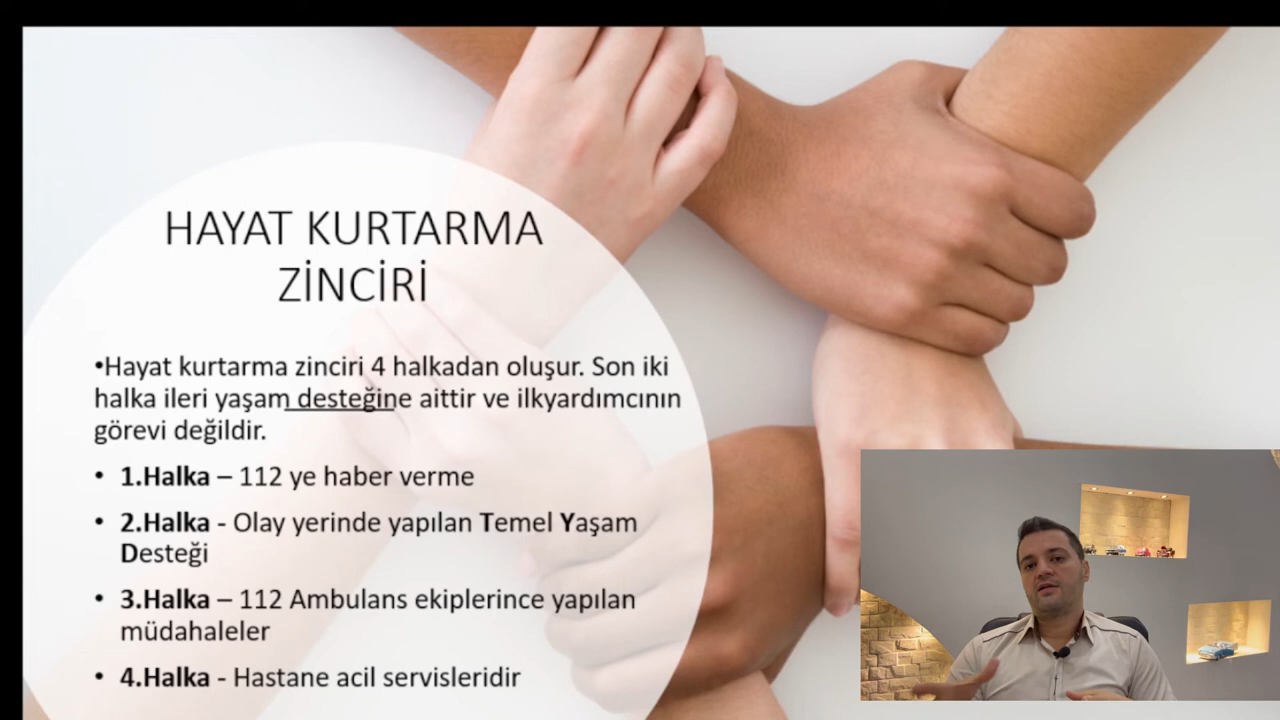 HAYAT KURTARMA
ZİNCİRİ
•Hayat kurtarma zinciri 4 halkadan oluşur. Son iki
halka ileri yaşam desteğine aittir ve ilkyardımcının
görevi değildir.
• 1.Halka – 112 ye haber verme
• 2.Halka - Olay yerinde yapılan Temel Yaşam
Desteği
• 3.Halka – 112 Ambulans ekiplerince yapılan
müdahaleler
• 4.Halka - Hastane acil servisleridir